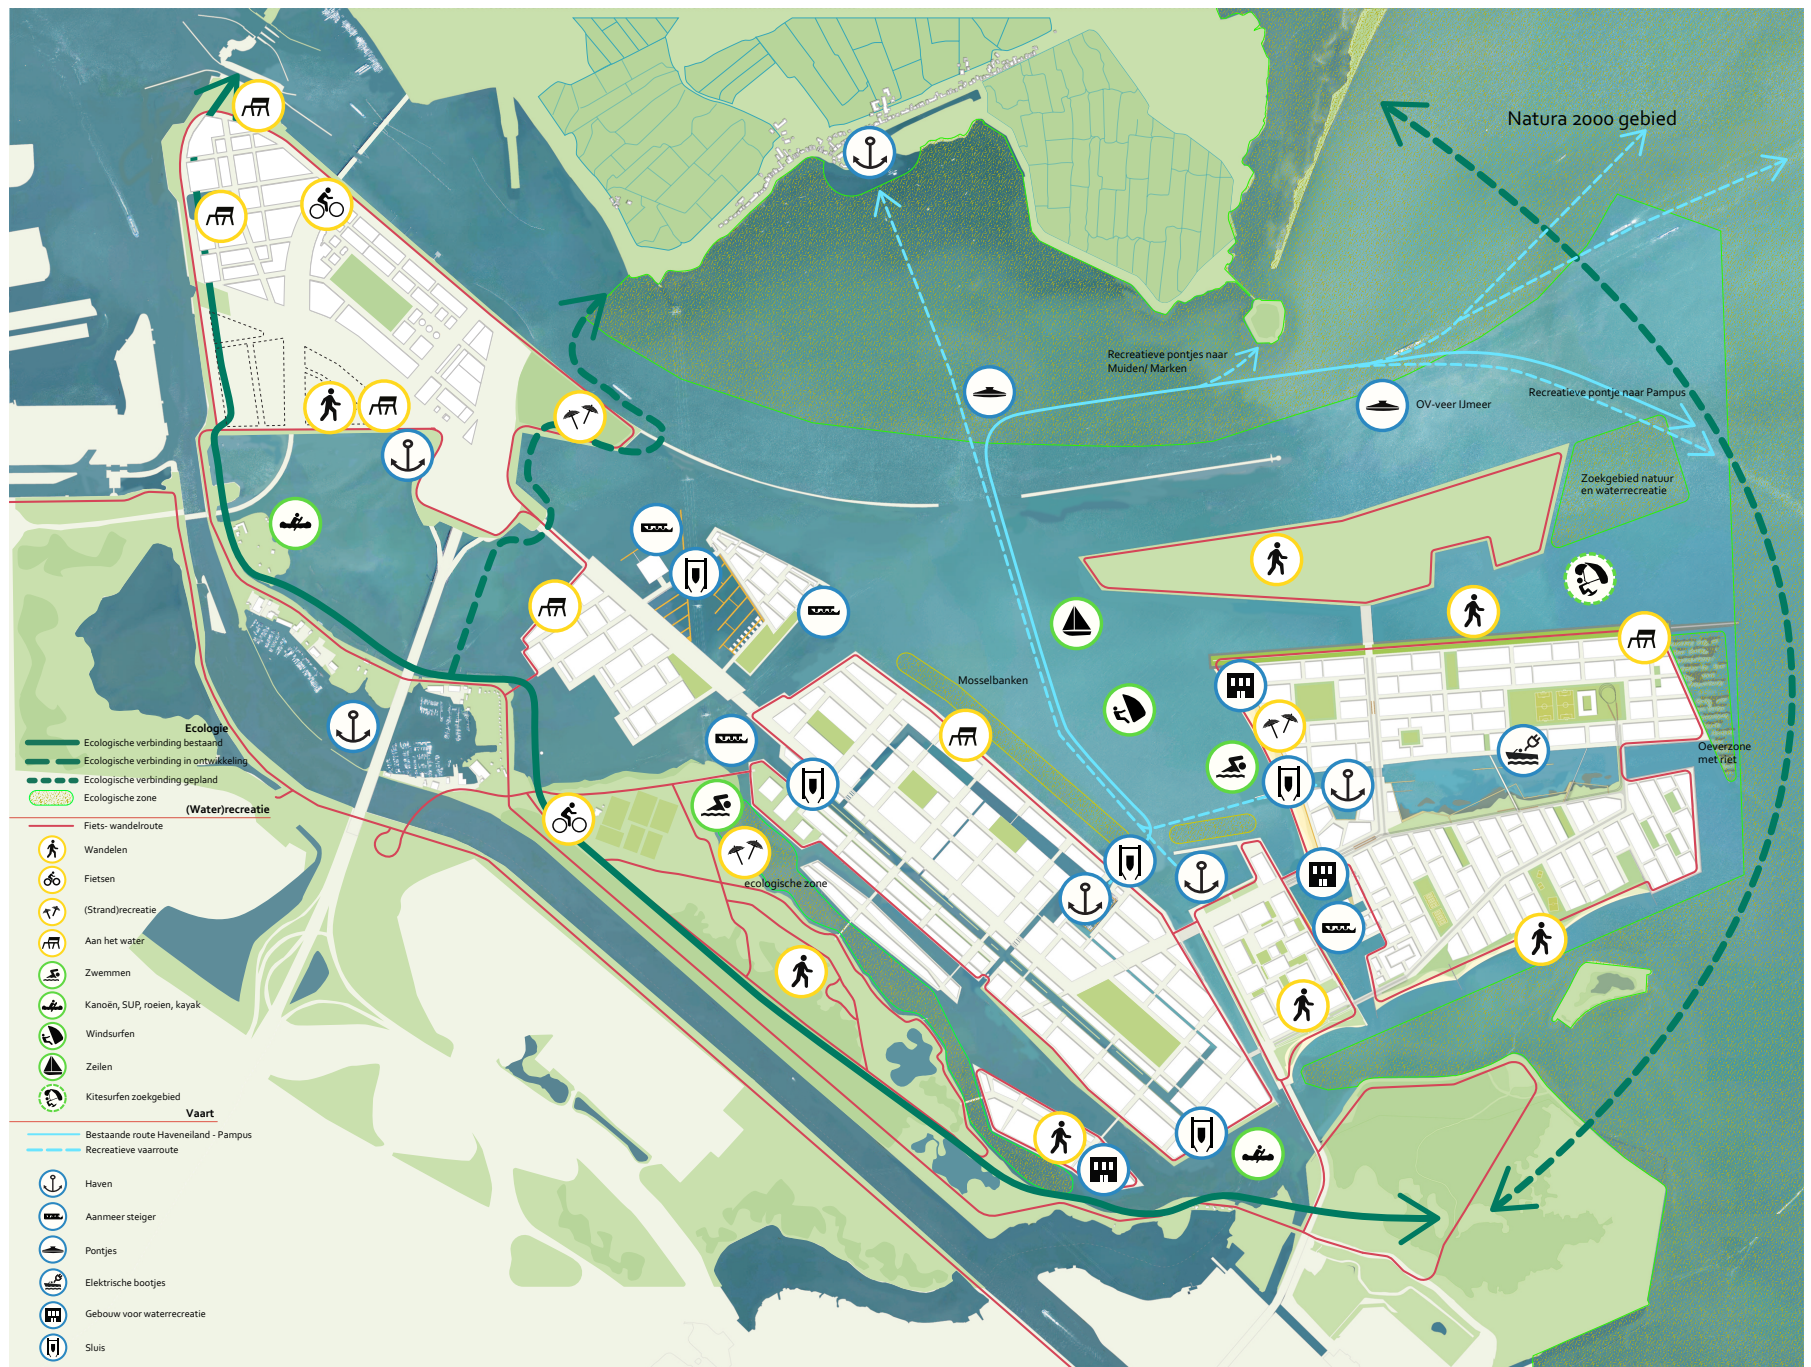 Natura 2000 gebied
Recreatieve pontjes naar
Muiden/ Marken
Recreatieve pontje naar Pampus
OV-veer IJmeer
Zoekgebied natuur
en waterrecreatie
Mosselbanken
Oeverzone
met riet
ecologische zone
Ecologie
Ecologische verbinding bestaand
Ecologische verbinding in ontwikkeling
Ecologische verbinding gepland
Ecologische zone
(Water)recreatie
Fiets- wandelroute
Wandelen
Fietsen
(Strand)recreatie
Aan het water
Zwemmen
Kanoën, SUP, roeien, kayak
Windsurfen
Zeilen
Kitesurfen zoekgebied
Vaart
Bestaande route Haveneiland - Pampus
Recreatieve vaarroute
Haven
Aanmeer steiger
Pontjes
Elektrische bootjes
Gebouw voor waterrecreatie
Sluis